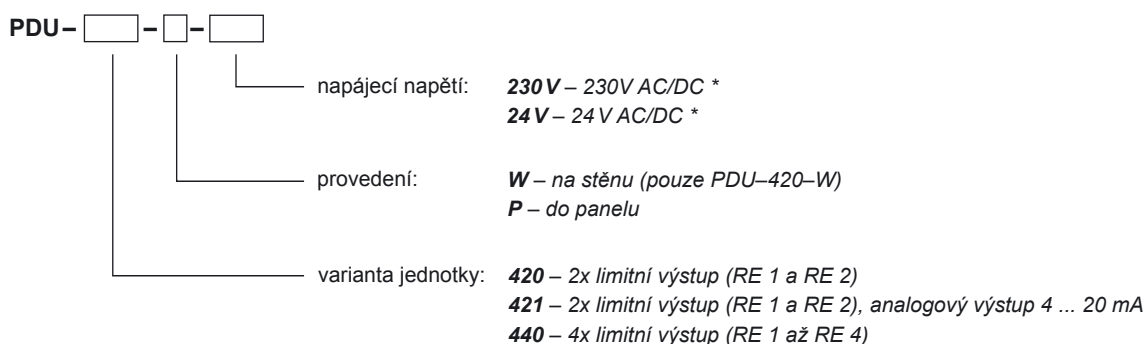 PDU– – –
napájecí napětí: 230 V – 230V AC/DC *
24 V – 24 V AC/DC *
provedení: W – na stěnu (pouze PDU–420–W)
P – do panelu
varianta jednotky: 420 – 2x limitní výstup (RE 1 a RE 2)
421 – 2x limitní výstup (RE 1 a RE 2), analogový výstup 4 ... 20 mA
440 – 4x limitní výstup (RE 1 až RE 4)